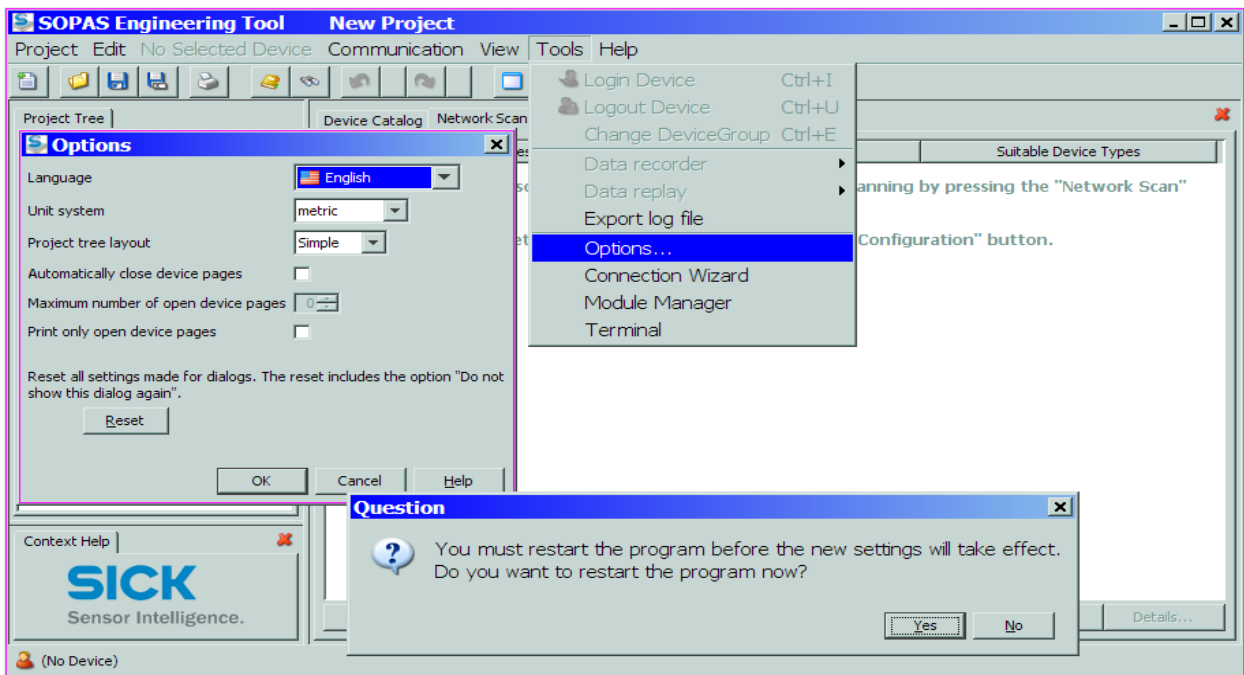 SOPAS Engineering Tool New Project
Project Edit No Selected Device Communication View Tools Help
Login Device Ctrl+I
Logout Device Ctrl+U
Change DeviceGroup Ctrl+E
Data recorder
Data replay
Export log file
Options...
Connection Wizard
Module Manager
Terminal
Project Tree
Device Catalog Network Scan
Suitable Device Types
anning by pressing the "Network Scan"
Configuration" button.
Options
Language English
Unit system metric
Project tree layout Simple
Automatically close device pages
Maximum number of open device pages 0
Print only open device pages
Reset all settings made for dialogs. The reset includes the option "Do not
show this dialog again".
Reset
OK Cancel Help
Question
You must restart the program before the new settings will take effect.
Do you want to restart the program now?
Yes No
Context Help
SICK
Sensor Intelligence.
Details...
(No Device)